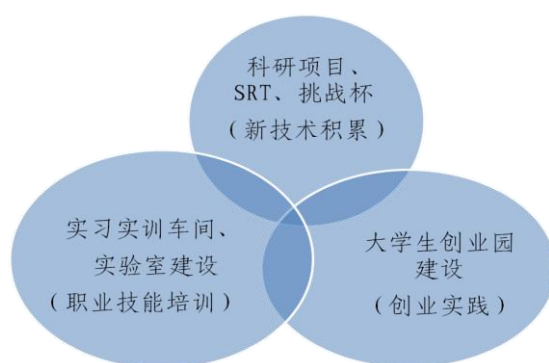 科研项目、
SRT、挑战杯
（新技术积累）
实习实训车间、
实验室建设
（职业技能培训）
大学生创业园
建设
（创业实践）